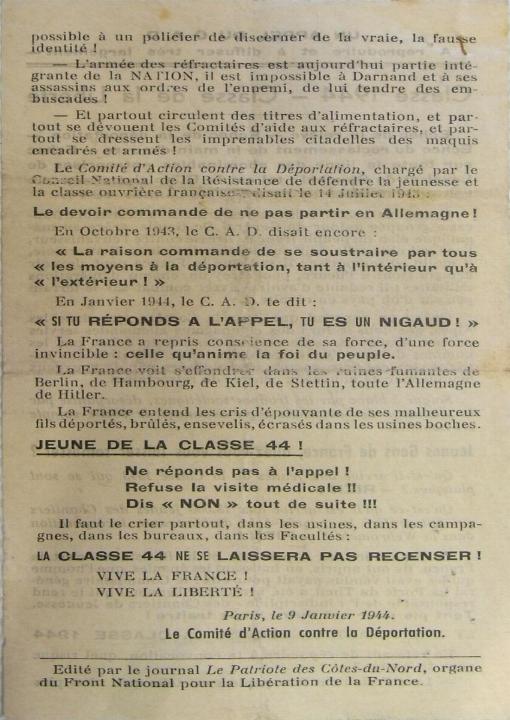 possible à un policier de discerner de la vraie, la fausse
identité !
— L'armée des réfractaires est aujourd'hui partie inté-
grante de la NATION, il est impossible à Darnand et à ses
assassins aux ordres de l'ennemi, de lui tendre des em-
buscades !
— Et partout circulent des titres d'alimentation, et par-
tout se dévouent les Comités d'aide aux réfractaires, et par-
tout se dressent les imprenables citadelles des maquis
encadrés et armés !
Le Comité d'Action contre la Déportation, chargé par le
Conseil National de la Résistance de défendre la jeunesse et
la classe ouvrière française disait le 14 Juillet 1943 :
Le devoir commande de ne pas partir en Allemagne !
En Octobre 1943, le C. A. D. disait encore :
« La raison commande de se soustraire par tous
« les moyens à la déportation, tant à l'intérieur qu'à
« l'extérieur ! »
En Janvier 1944, le C. A. D. te dit :
« SI TU RÉPONDS A L'APPEL, TU ES UN NIGAUD ! »
La France a repris conscience de sa force, d'une force
invincible : celle qu'anime la foi du peuple.
La France voit s'effondrer dans les ruines fumantes de
Berlin, de Hambourg, de Kiel, de Stettin, toute l'Allemagne
de Hitler.
La France entend les cris d'épouvante de ses malheureux
fils déportés, brûlés, ensevelis, écrasés dans les usines boches.
JEUNE DE LA CLASSE 44 !
Ne réponds pas à l'appel !
Refuse la visite médicale !!
Dis « NON » tout de suite !!!
Il faut le crier partout, dans les usines, dans les campa-
gnes, dans les bureaux, dans les Facultés :
LA CLASSE 44 NE SE LAISSERA PAS RECENSER !
VIVE LA FRANCE !
VIVE LA LIBERTÉ !
Paris, le 9 Janvier 1944.
Le Comité d'Action contre la Déportation.
Edité par le journal Le Patriote des Côtes-du-Nord, organe
du Front National pour la Libération de la France.